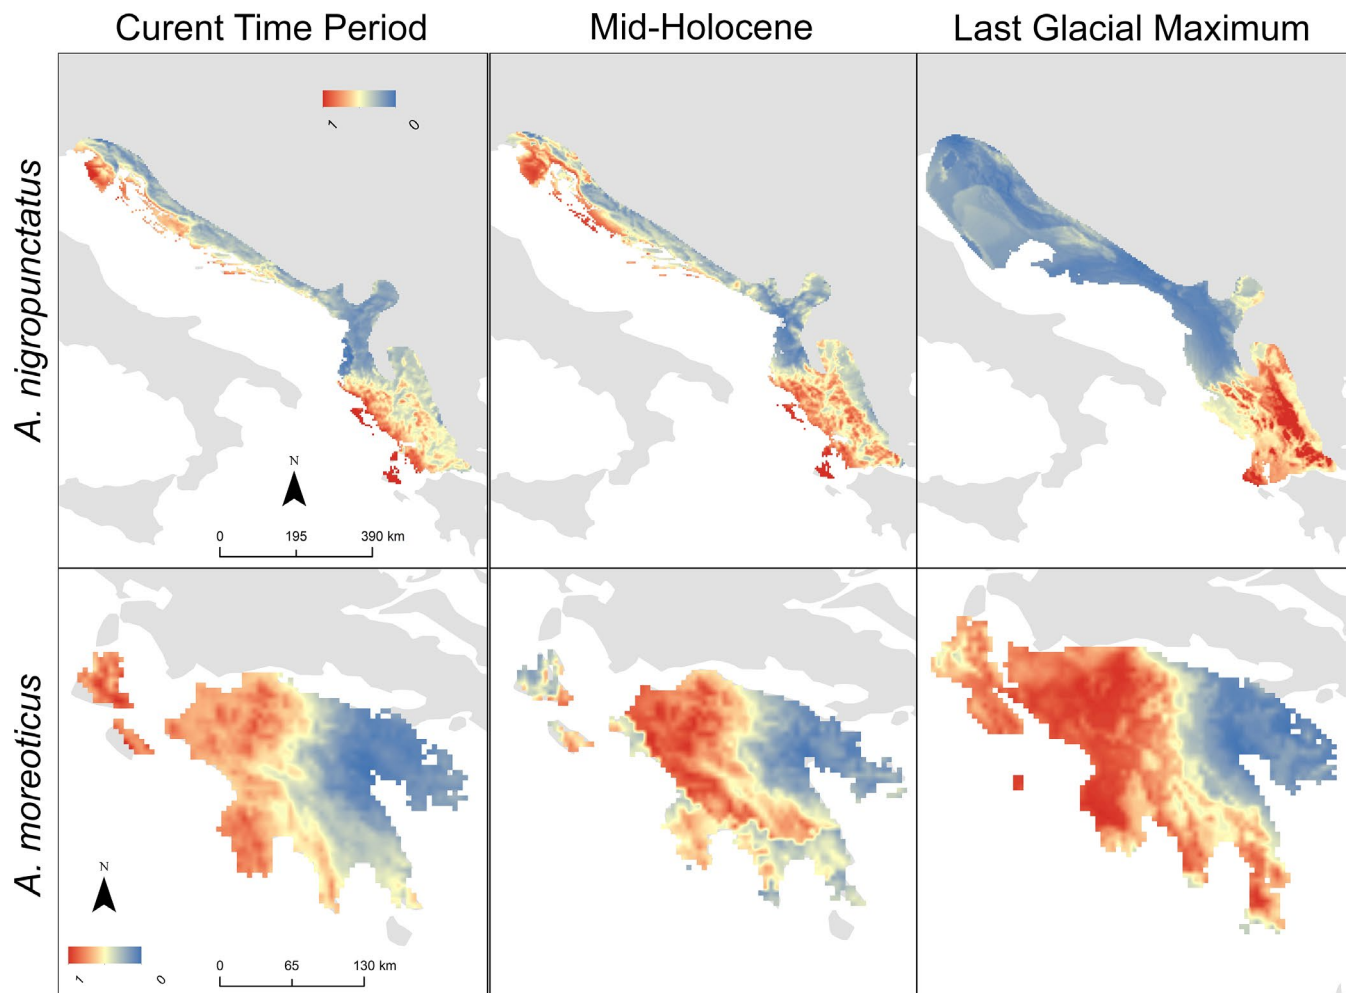 Curent Time Period
Mid-Holocene
Last Glacial Maximum
A. nigropunctatus
1
0
N
0
195
390 km
A. moreoticus
N
1
0
0
65
130 km